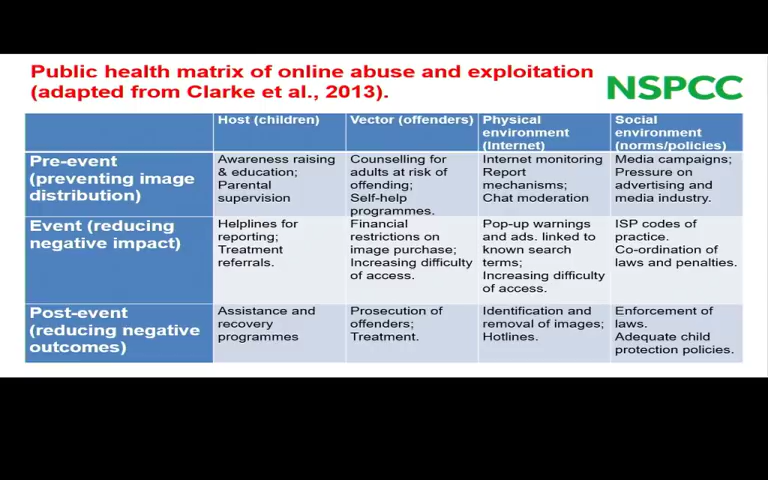 Public health matrix of online abuse and exploitation
(adapted from Clarke et al., 2013).
NSPCC
Host (children)
Vector (offenders)
Physical
environment
(Internet)
Social
environment
(norms/policies)
Pre-event
(preventing image
distribution)
Awareness raising
& education;
Parental
supervision
Counselling for
adults at risk of
offending;
Self-help
programmes.
Internet monitoring
Report
mechanisms;
Chat moderation
Media campaigns;
Pressure on
advertising and
media industry.
Event (reducing
negative impact)
Helplines for
reporting;
Treatment
referrals.
Financial
restrictions on
image purchase;
Increasing difficulty
of access.
Pop-up warnings
and ads. linked to
known search
terms;
Increasing difficulty
of access.
ISP codes of
practice.
Co-ordination of
laws and penalties.
Post-event
(reducing negative
outcomes)
Assistance and
recovery
programmes
Prosecution of
offenders;
Treatment.
Identification and
removal of images;
Hotlines.
Enforcement of
laws.
Adequate child
protection policies.